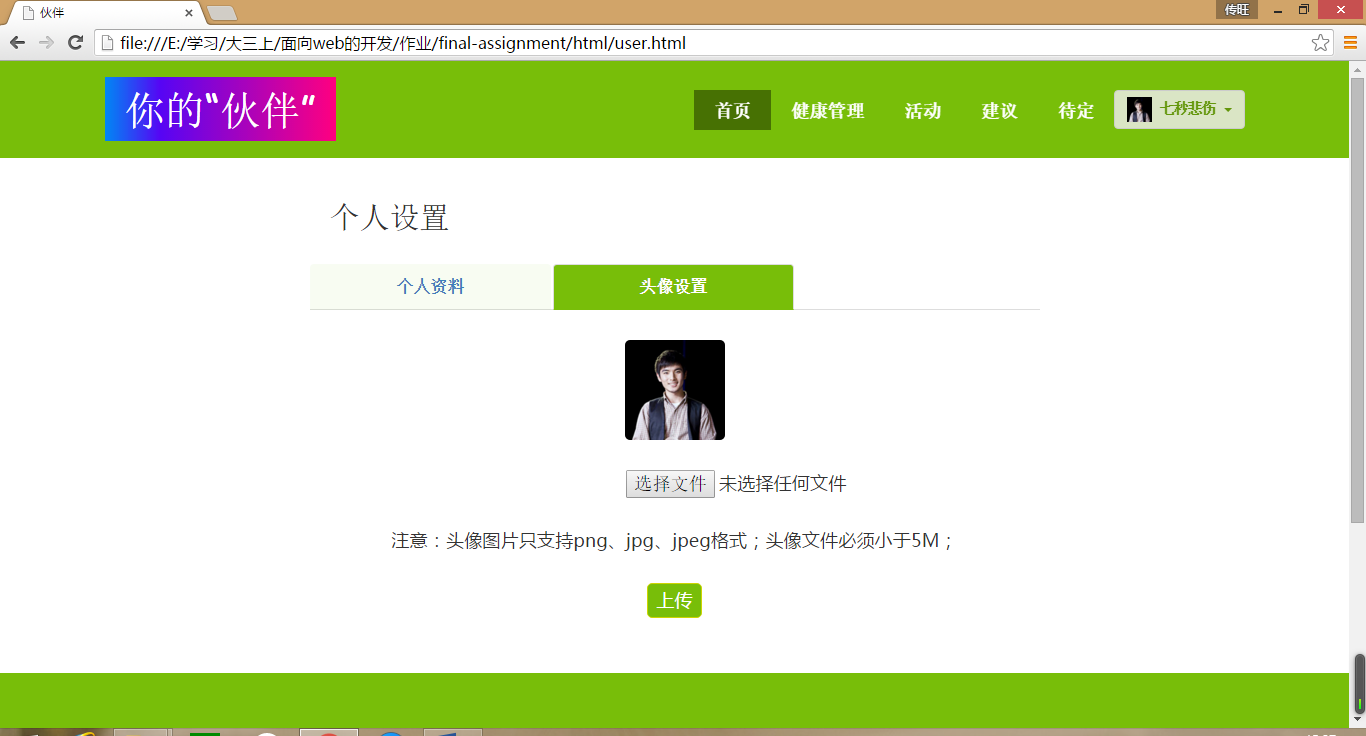 伙伴
传旺
file:///E:/学习/大三上/面向web的开发/作业/final-assignment/html/user.html
你的“伙伴” 首页 健康管理 活动 建议 待定 七秒悲伤
个人设置
个人资料 头像设置
选择文件 未选择任何文件
注意：头像图片只支持png、jpg、jpeg格式；头像文件必须小于5M；
上传